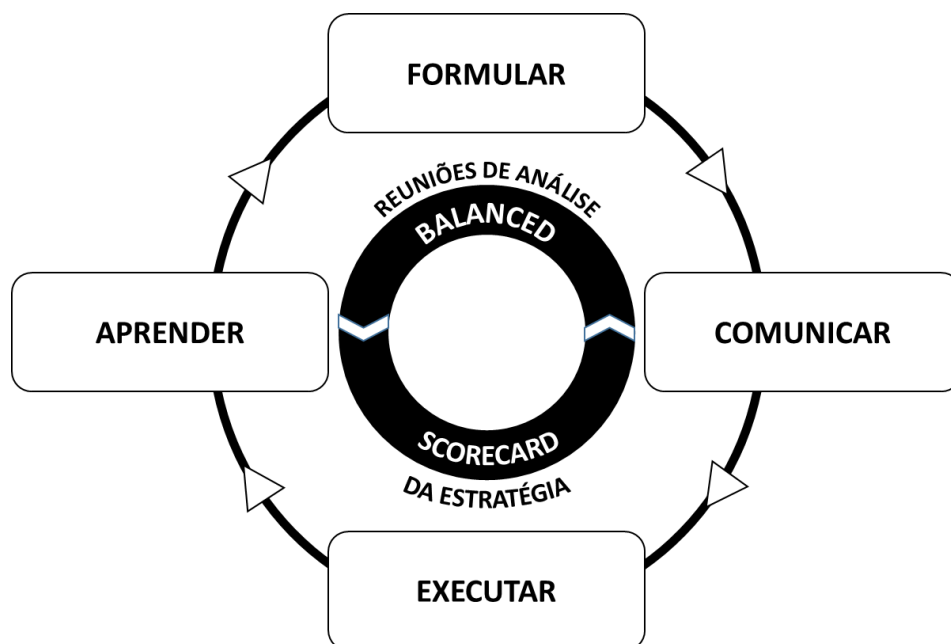 FORMULAR
REUNIÕES DE ANÁLISE
BALANCED
APRENDER
COMUNICAR
SCORECARD
DA ESTRATÉGIA
EXECUTAR